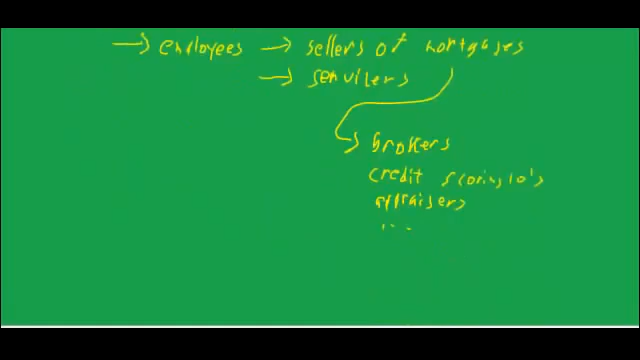 → employees → sellers of mortgages
→ servicers
→ brokers
credit scoring co's
appraisers